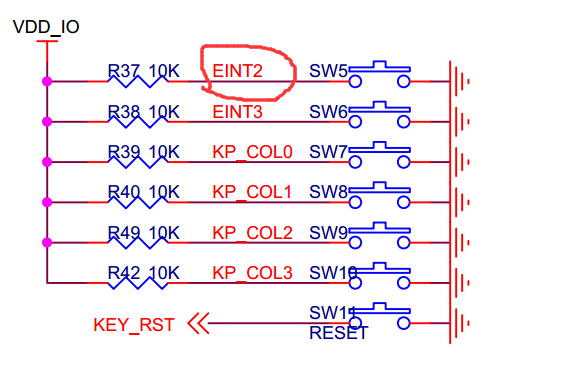 VDD_IO
R37 10K EINT2 SW5
R38 10K EINT3 SW6
R39 10K KP_COL0 SW7
R40 10K KP_COL1 SW8
R49 10K KP_COL2 SW9
R42 10K KP_COL3 SW10
KEY_RST SW11
RESET